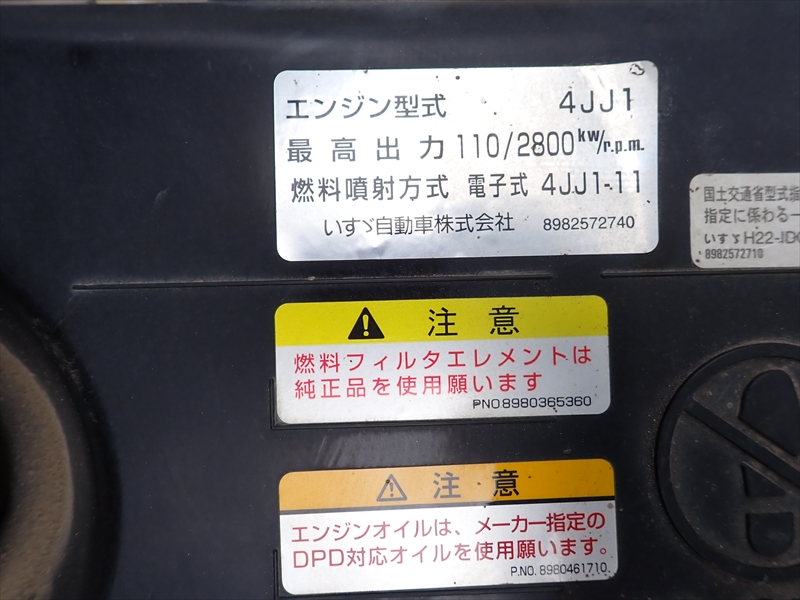 エンジン型式 4JJ1
最高出力 110/2800kw/r.p.m.
燃料噴射方式 電子式 4JJ1-11
いすゞ自動車株式会社 8982572740
国土交通省型式指
指定に係わる一
いすゞH22-JD
8982572710
注意
燃料フィルタエレメントは
純正品を使用願います
PNO8980365360
注意
エンジンオイルは、メーカー指定の
DPD対応オイルを使用願います。
P.NO. 8980461710